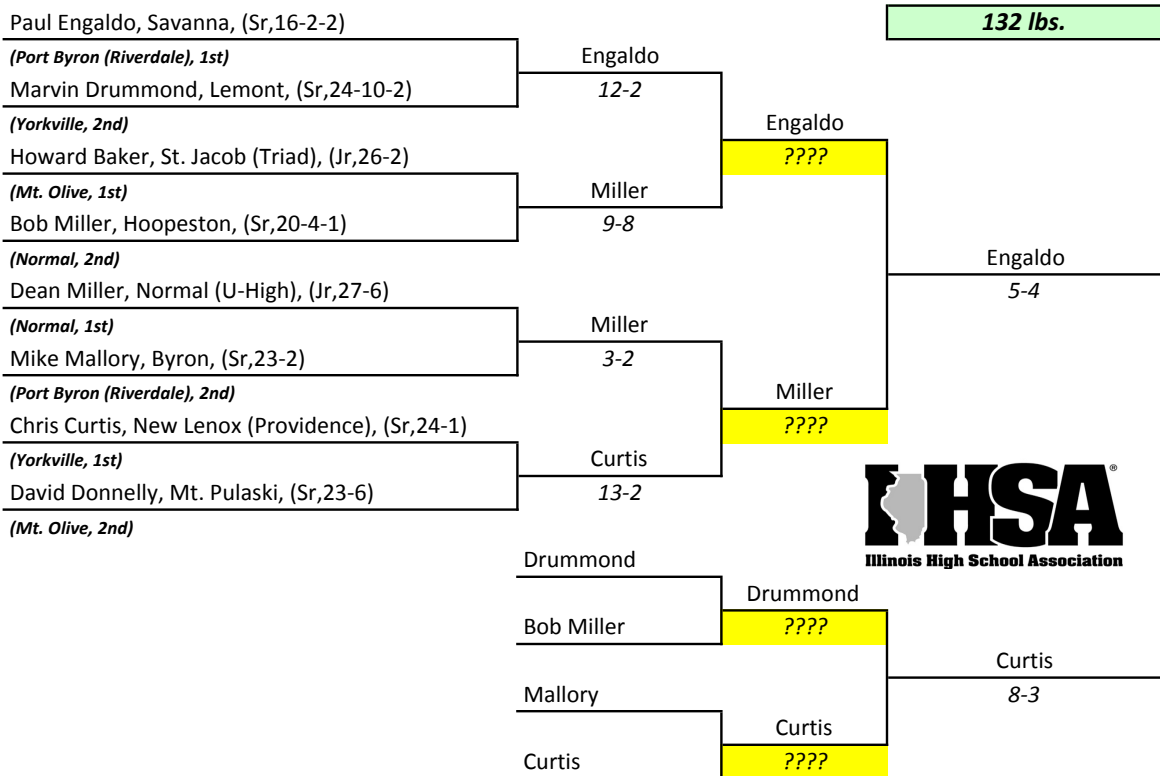 Paul Engaldo, Savanna, (Sr,16-2-2)
132 lbs.
(Port Byron (Riverdale), 1st)
Engaldo
Marvin Drummond, Lemont, (Sr,24-10-2)
12-2
(Yorkville, 2nd)
Engaldo
Howard Baker, St. Jacob (Triad), (Jr,26-2)
????
(Mt. Olive, 1st)
Miller
Bob Miller, Hoopeston, (Sr,20-4-1)
9-8
(Normal, 2nd)
Engaldo
Dean Miller, Normal (U-High), (Jr,27-6)
5-4
(Normal, 1st)
Miller
Mike Mallory, Byron, (Sr,23-2)
3-2
(Port Byron (Riverdale), 2nd)
Miller
Chris Curtis, New Lenox (Providence), (Sr,24-1)
????
(Yorkville, 1st)
Curtis
David Donnelly, Mt. Pulaski, (Sr,23-6)
13-2
(Mt. Olive, 2nd)
IHSA®
Illinois High School Association
Drummond
Drummond
Bob Miller
????
Curtis
Mallory
8-3
Curtis
Curtis
????